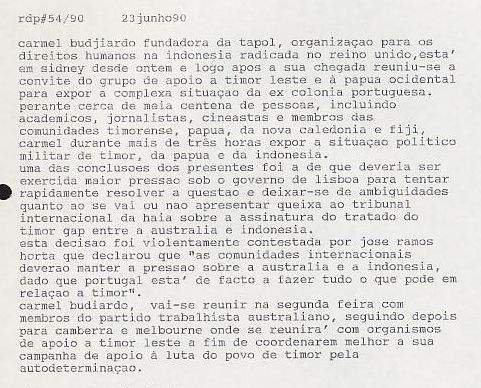 rdp#54/90 23junho90
carmel budjiardo fundadora da tapol, organizaçao para os
direitos humanos na indonesia radicada no reino unido,esta'
em sidney desde ontem e logo apos a sua chegada reuniu-se a
convite do grupo de apoio a timor leste e à papua ocidental
para expor a complexa situaçao da ex colonia portuguesa.
perante cerca de meia centena de pessoas, incluindo
academicos, jornalistas, cineastas e membros das
comunidades timorense, papua, da nova caledonia e fiji,
carmel durante mais de três horas expor a situaçao politico
militar de timor, da papua e da indonesia.
uma das conclusoes dos presentes foi a de que deveria ser
exercida maior pressao sob o governo de lisboa para tentar
rapidamente resolver a questao e deixar-se de ambiguidades
quanto ao se vai ou nao apresentar queixa ao tribunal
internacional da haia sobre a assinatura do tratado do
timor gap entre a australia e indonesia.
esta decisao foi violentamente contestada por jose ramos
horta que declarou que "as comunidades internacionais
deverao manter a pressao sobre a australia e a indonesia,
dado que portugal esta' de facto a fazer tudo o que pode em
relaçao a timor".
carmel budiardo, vai-se reunir na segunda feira com
membros do partido trabalhista australiano, seguindo depois
para camberra e melbourne onde se reunira' com organismos
de apoio a timor leste a fim de coordenarem melhor a sua
campanha de apoio à luta do povo de timor pela
autodeterminaçao.